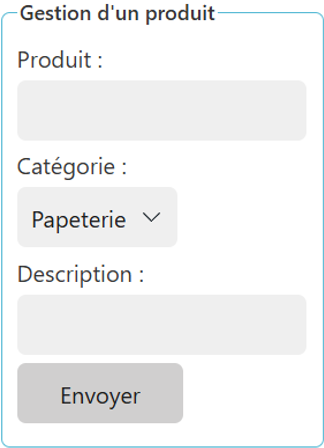 Gestion d'un produit
Produit :
Catégorie :
Papeterie
Description :
Envoyer